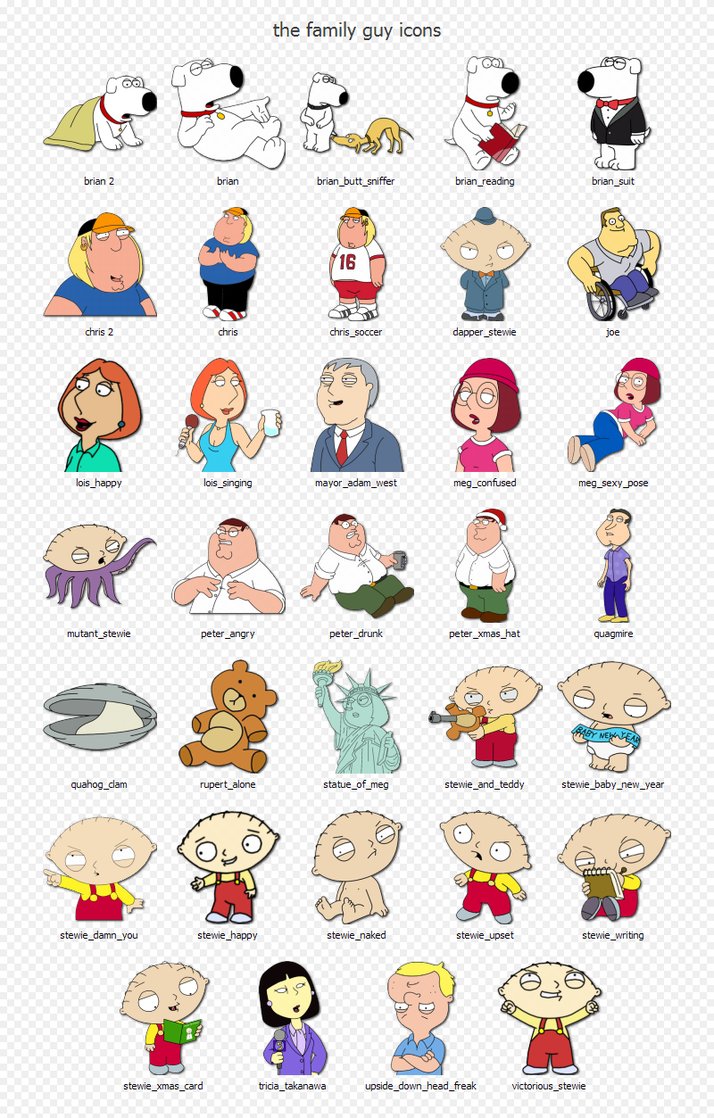 the family guy icons
brian 2 brian brian_butt_sniffer brian_reading brian_suit
16
chris 2 chris chris_soccer dapper_stewie joe
lois_happy lois_singing mayor_adam_west meg_confused meg_sexy_pose
mutant_stewie peter_angry peter_drunk peter_xmas_hat quagmire
BABY NEW YEAR
quahog_clam rupert_alone statue_of_meg stewie_and_teddy stewie_baby_new_year
stewie_damn_you stewie_happy stewie_naked stewie_upset stewie_writing
stewie_xmas_card tricia_takanawa upside_down_head_freak victorious_stewie